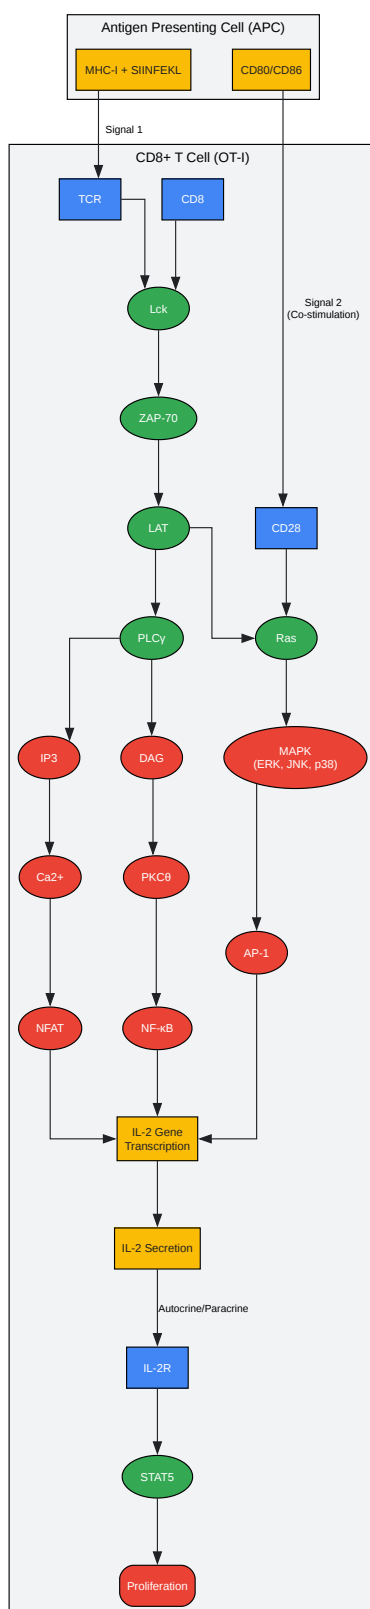 Antigen Presenting Cell (APC)
MHC-I + SIINFEKL
CD80/CD86
Signal 1
CD8+ T Cell (OT-I)
TCR
CD8
Lck
Signal 2
(Co-stimulation)
ZAP-70
LAT
CD28
PLCγ
Ras
IP3
DAG
MAPK
(ERK, JNK, p38)
Ca2+
PKCθ
AP-1
NFAT
NF-κB
IL-2 Gene
Transcription
IL-2 Secretion
Autocrine/Paracrine
IL-2R
STAT5
Proliferation